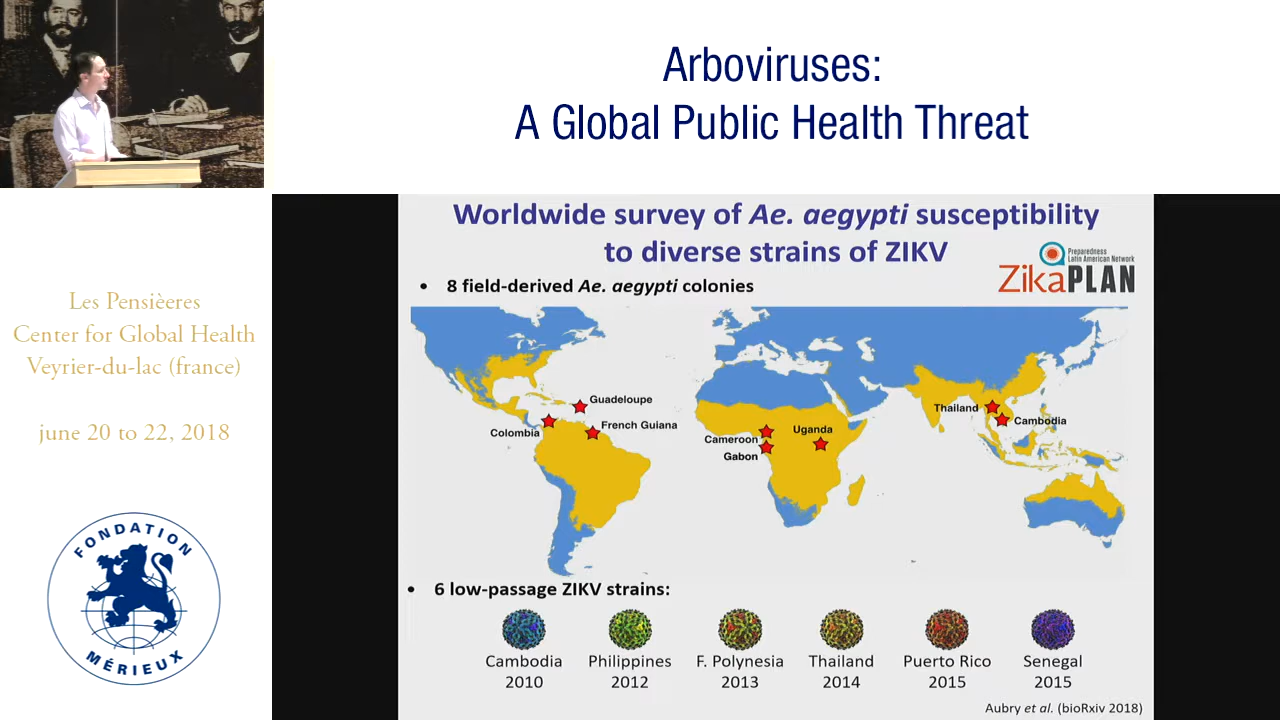 Arboviruses:
A Global Public Health Threat
Les Pensièeres
Center for Global Health
Veyrier-du-lac (france)
june 20 to 22, 2018
FONDATION
MÉRIEUX
Worldwide survey of Ae. aegypti susceptibility
to diverse strains of ZIKV
Preparedness
Latin American Network
ZikaPLAN
• 8 field-derived Ae. aegypti colonies
Guadeloupe
Colombia
French Guiana
Cameroon
Gabon
Uganda
Thailand
Cambodia
• 6 low-passage ZIKV strains:
Cambodia
2010
Philippines
2012
F. Polynesia
2013
Thailand
2014
Puerto Rico
2015
Senegal
2015
Aubry et al. (bioRxiv 2018)